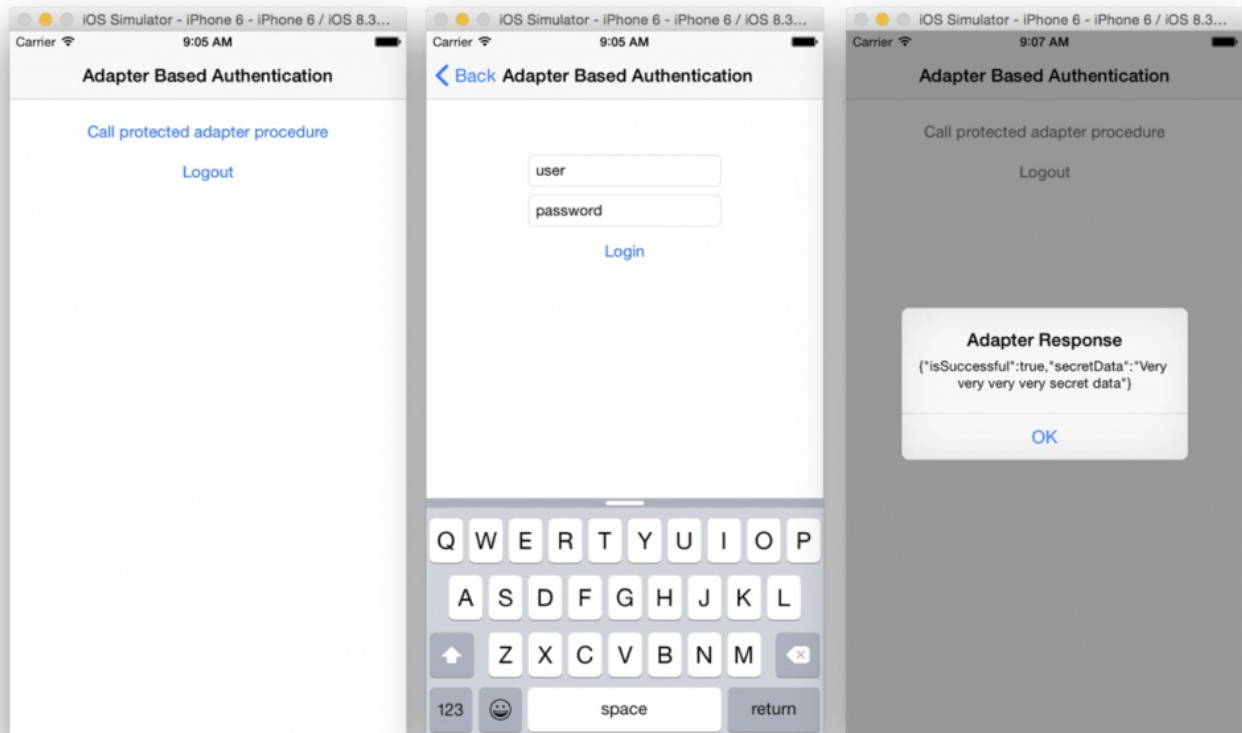 iOS Simulator - iPhone 6 - iPhone 6 / iOS 8.3...
Carrier
9:05 AM
Adapter Based Authentication
Call protected adapter procedure
Logout
iOS Simulator - iPhone 6 - iPhone 6 / iOS 8.3...
Carrier
9:05 AM
Back Adapter Based Authentication
user
password
Login
Q W E R T Y U I O P
A S D F G H J K L
Z X C V B N M
123 space return
iOS Simulator - iPhone 6 - iPhone 6 / iOS 8.3...
Carrier
9:07 AM
Adapter Based Authentication
Call protected adapter procedure
Logout
Adapter Response
{"isSuccessful":true,"secretData":"Very
very very very secret data"}
OK